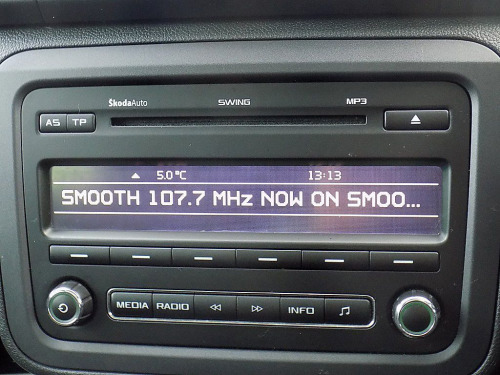 ŠkodaAuto SWING MP3
AS TP
5.0°C 13:13
SMOOTH 107.7 MHz NOW ON SMOO...
MEDIA RADIO INFO